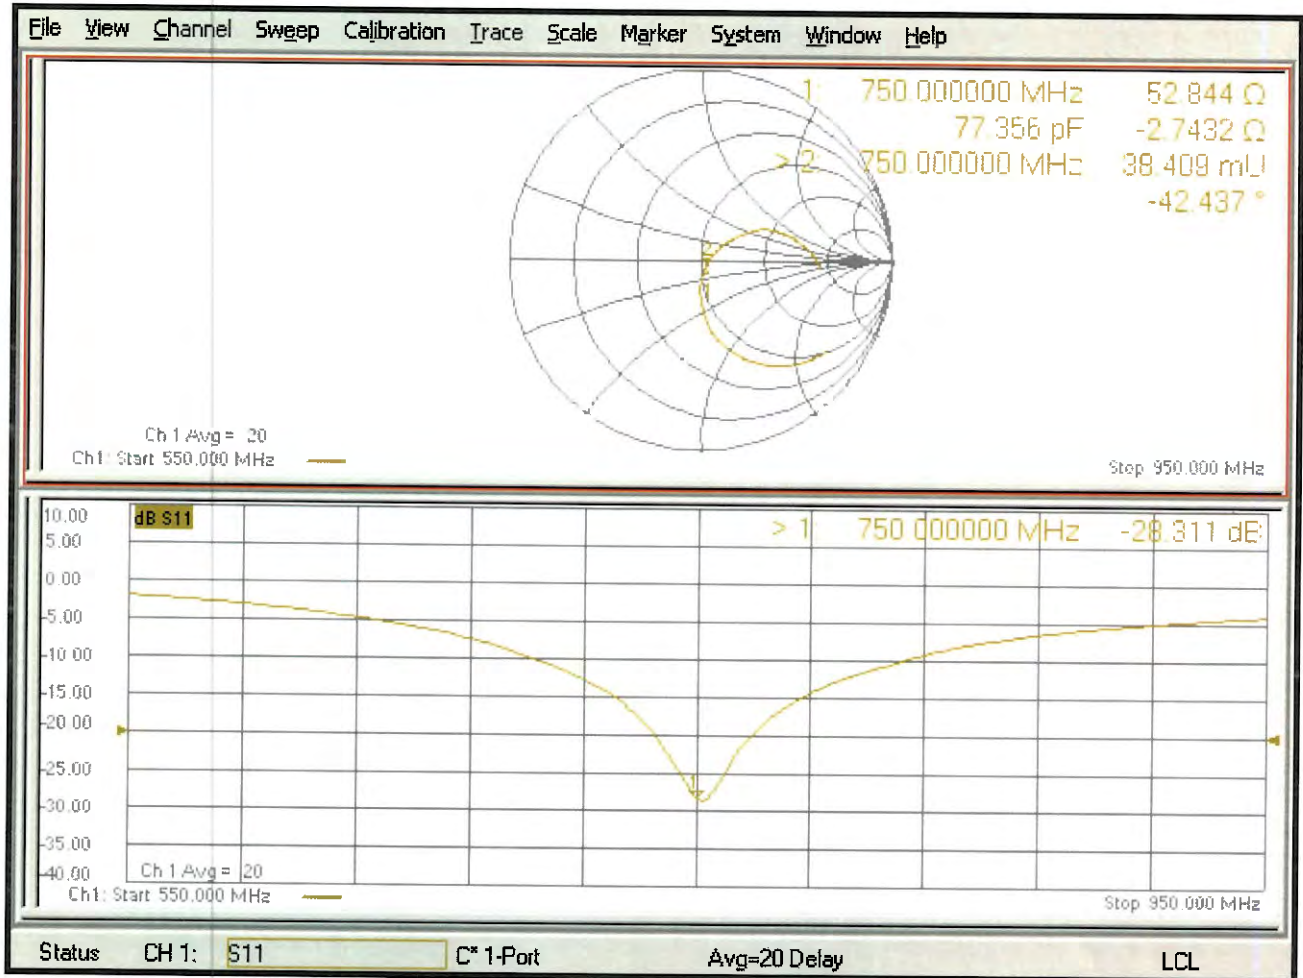 File View Channel Sweep Calibration Trace Scale Marker System Window Help
1: 750.000000 MHz 52.844 Ω
77.356 pF -2.7432 Ω
> 2: 750.000000 MHz 38.409 mU
-42.437 °
Ch 1 Avg = 20
Ch1: Start 550.000 MHz
Stop 950.000 MHz
10.00
dB S11
> 1: 750.000000 MHz -28.311 dB
5.00
0.00
-5.00
-10.00
-15.00
-20.00
-25.00
1
-30.00
-35.00
-40.00
Ch 1 Avg = 20
Ch1: Start 550.000 MHz
Stop 950.000 MHz
Status CH 1: S11 C* 1-Port Avg=20 Delay LCL